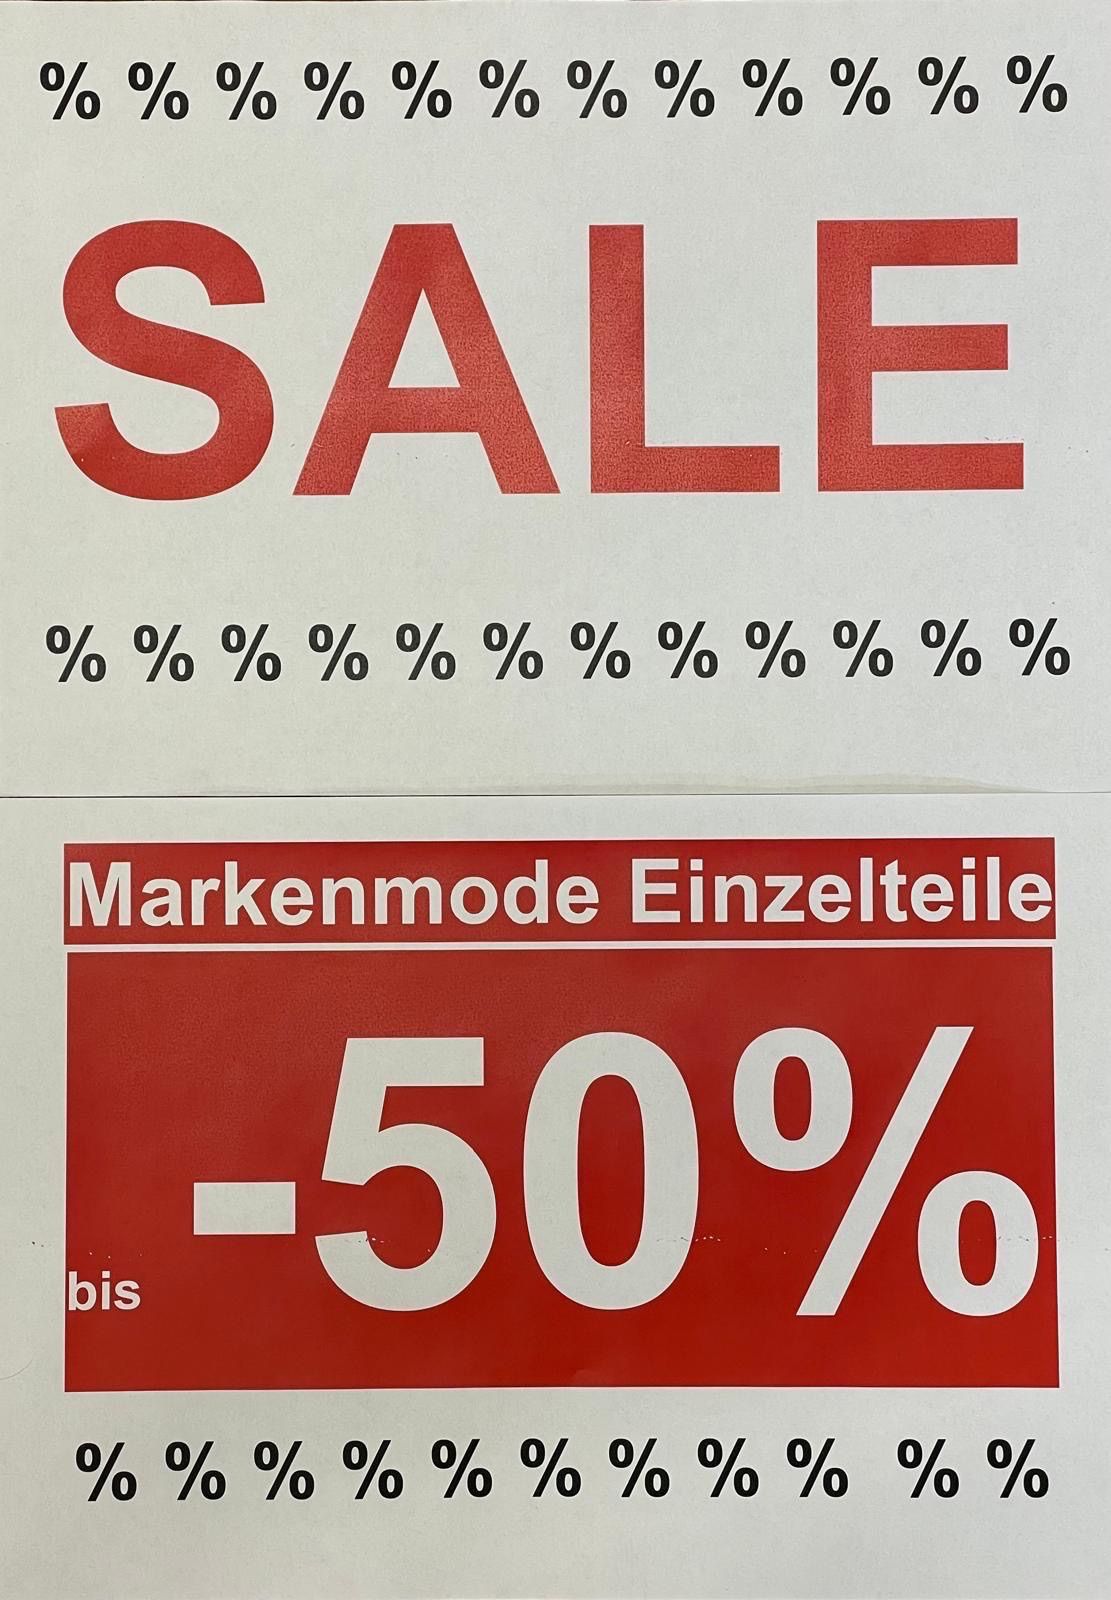 % % % % % % % % % % % %
SALE
% % % % % % % % % % % %
Markenmode Einzelteile
bis -50%
% % % % % % % % % % %